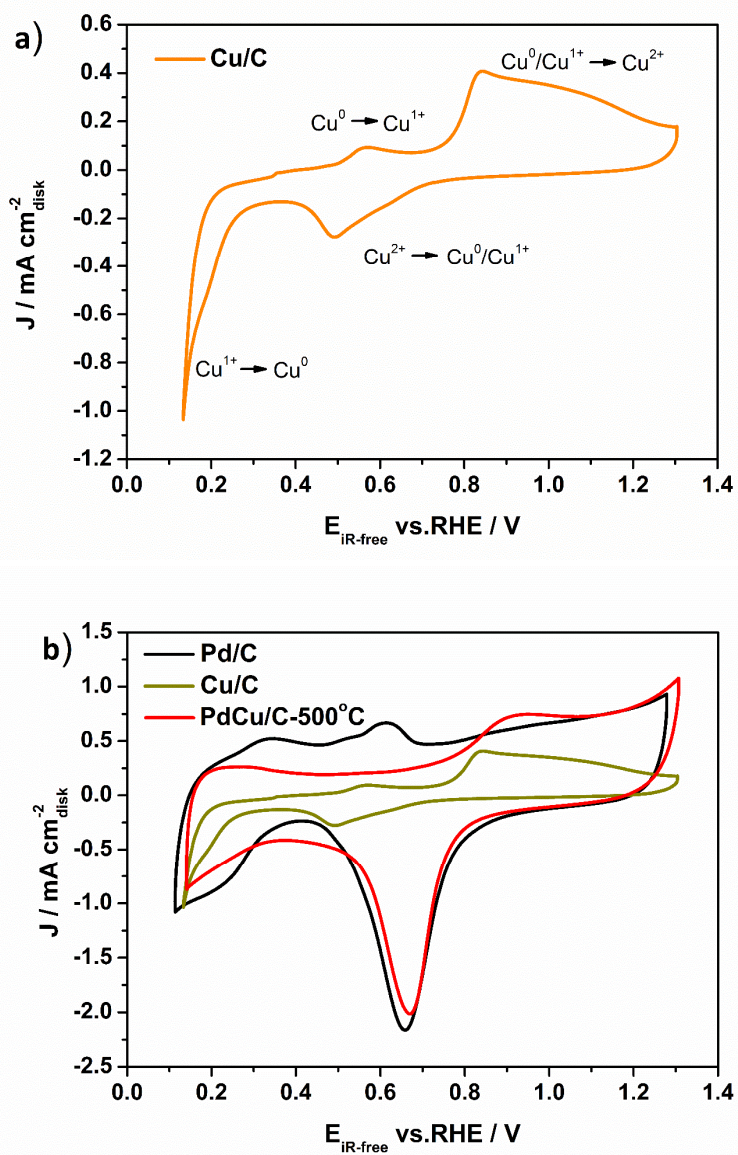 a)
Cu/C
Cu⁰/Cu¹⁺ → Cu²⁺
Cu⁰ → Cu¹⁺
Cu²⁺ → Cu⁰/Cu¹⁺
Cu¹⁺ → Cu⁰
0.6
0.4
0.2
0.0
-0.2
-0.4
-0.6
-0.8
-1.0
-1.2
J / mA cm⁻²disk
0.0 0.2 0.4 0.6 0.8 1.0 1.2 1.4
EiR-free vs.RHE / V
b)
Pd/C
Cu/C
PdCu/C-500°C
1.5
1.0
0.5
0.0
-0.5
-1.0
-1.5
-2.0
-2.5
J / mA cm⁻²disk
0.0 0.2 0.4 0.6 0.8 1.0 1.2 1.4
EiR-free vs.RHE / V